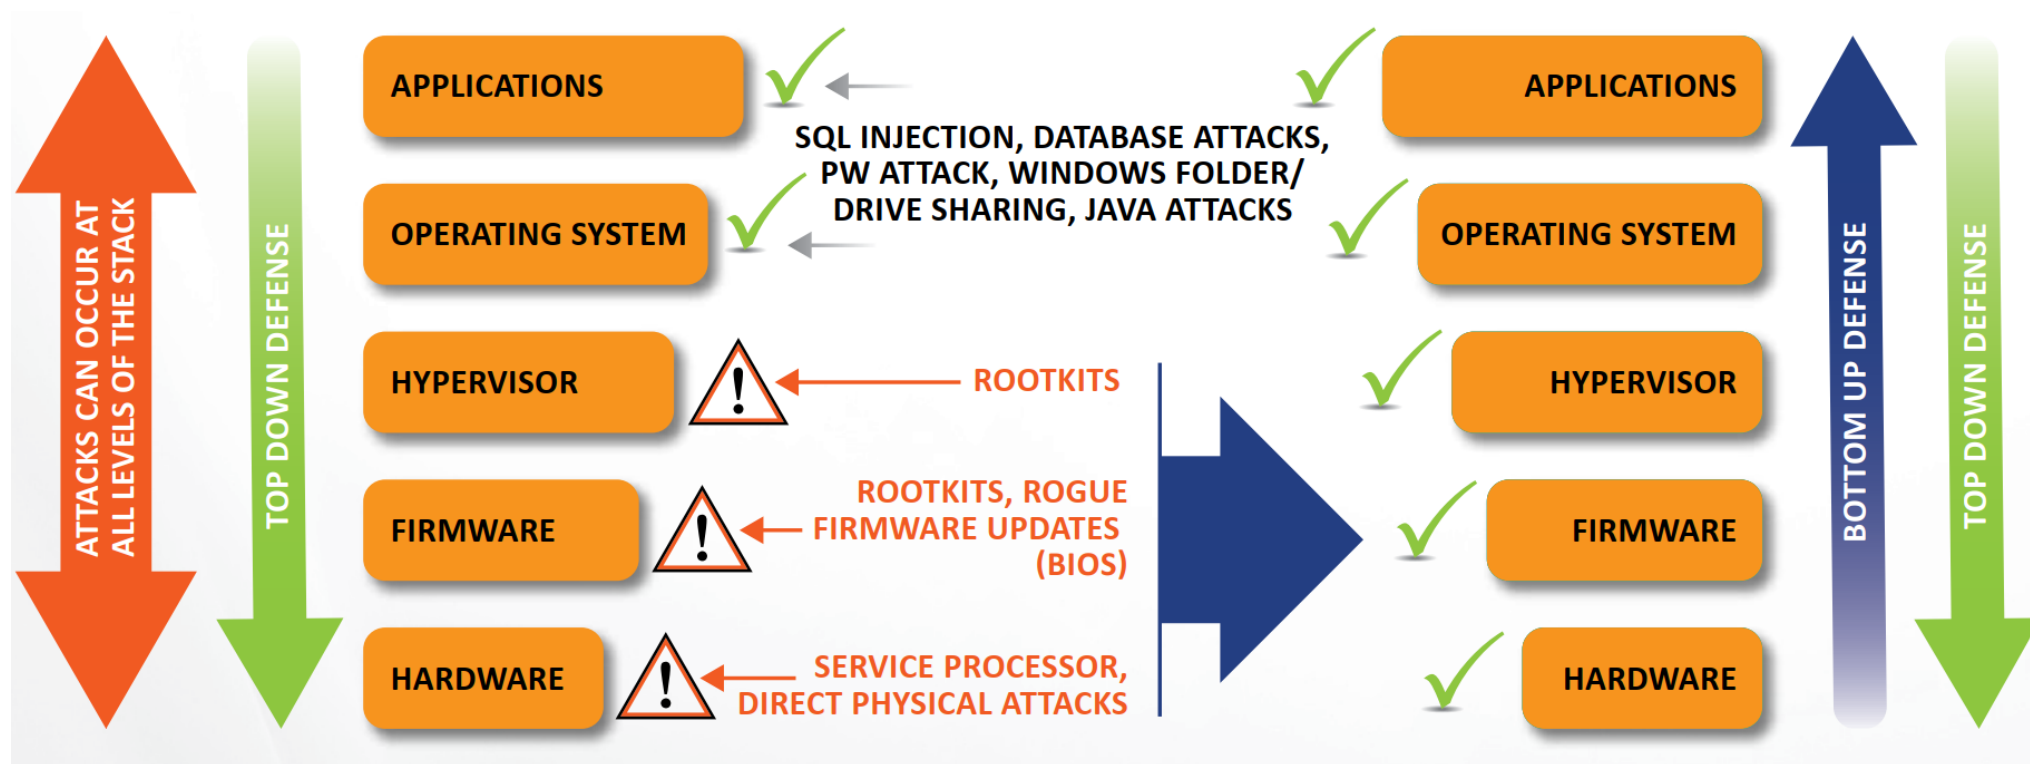 ATTACKS CAN OCCUR AT
ALL LEVELS OF THE STACK
TOP DOWN DEFENSE
APPLICATIONS
OPERATING SYSTEM
HYPERVISOR
FIRMWARE
HARDWARE
SQL INJECTION, DATABASE ATTACKS,
PW ATTACK, WINDOWS FOLDER/
DRIVE SHARING, JAVA ATTACKS
ROOTKITS
ROOTKITS, ROGUE
FIRMWARE UPDATES
(BIOS)
SERVICE PROCESSOR,
DIRECT PHYSICAL ATTACKS
APPLICATIONS
OPERATING SYSTEM
HYPERVISOR
FIRMWARE
HARDWARE
BOTTOM UP DEFENSE
TOP DOWN DEFENSE